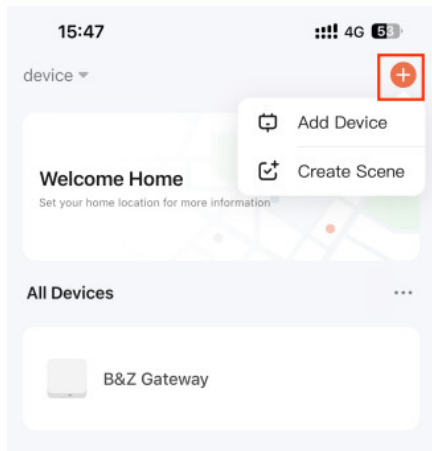 15:47
4G 53
device
Add Device
Create Scene
Welcome Home
Set your home location for more information
All Devices
B&Z Gateway